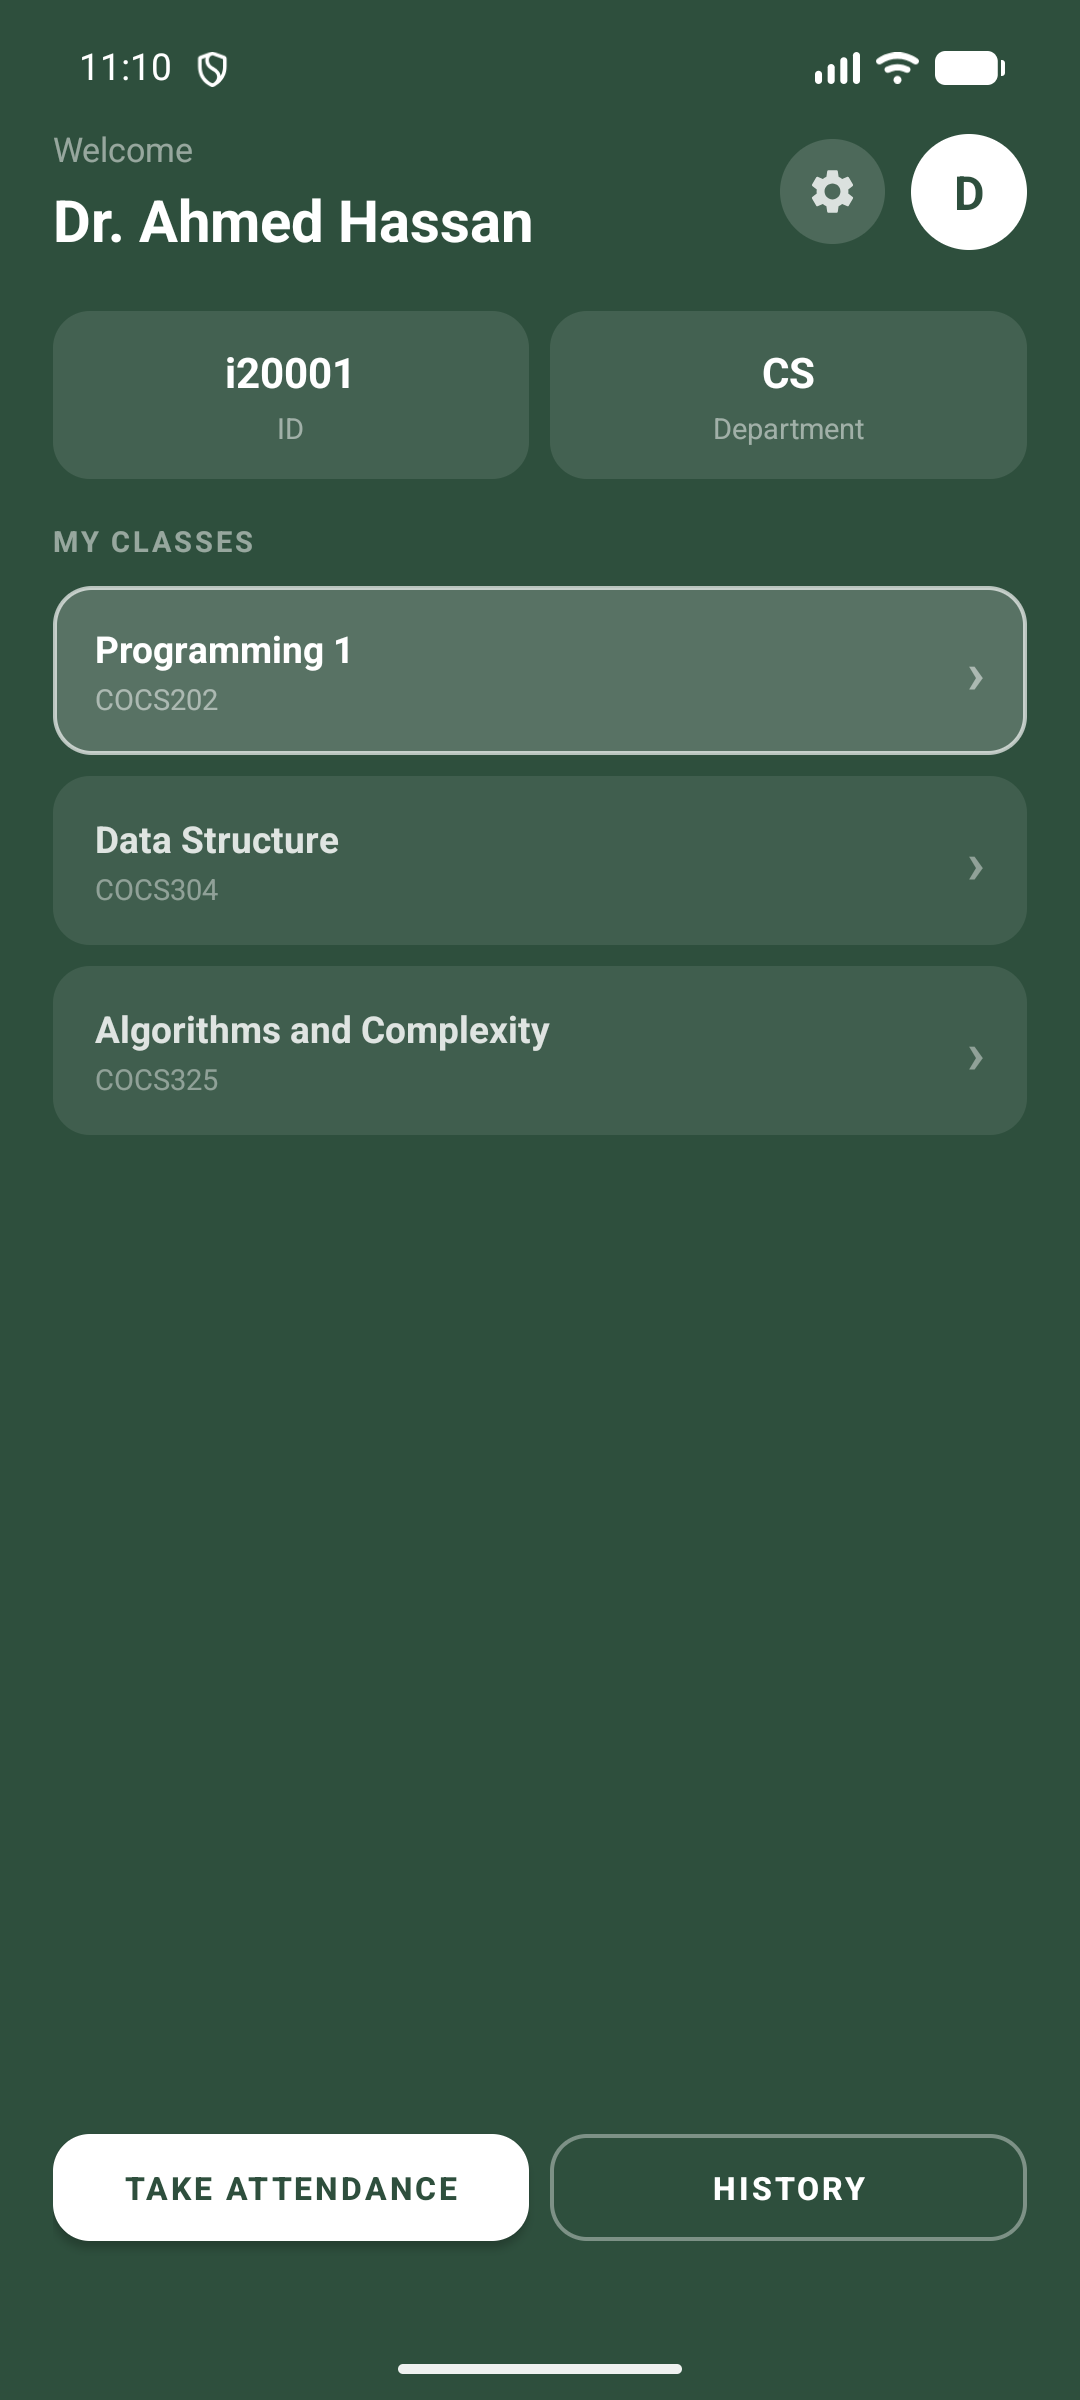 11:10
Welcome
Dr. Ahmed Hassan
D
i20001
ID
CS
Department
MY CLASSES
Programming 1
COCS202
Data Structure
COCS304
Algorithms and Complexity
COCS325
TAKE ATTENDANCE
HISTORY